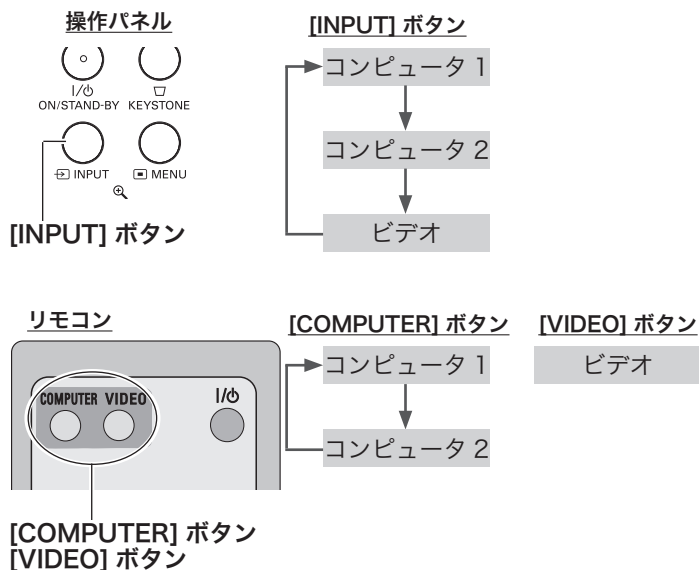 操作パネル
I/⏻
ON/STAND-BY
KEYSTONE
INPUT
MENU
[INPUT] ボタン
[INPUT] ボタン
コンピュータ 1
コンピュータ 2
ビデオ
リモコン
COMPUTER VIDEO
I/⏻
[COMPUTER] ボタン
[VIDEO] ボタン
[COMPUTER] ボタン
コンピュータ 1
コンピュータ 2
[VIDEO] ボタン
ビデオ